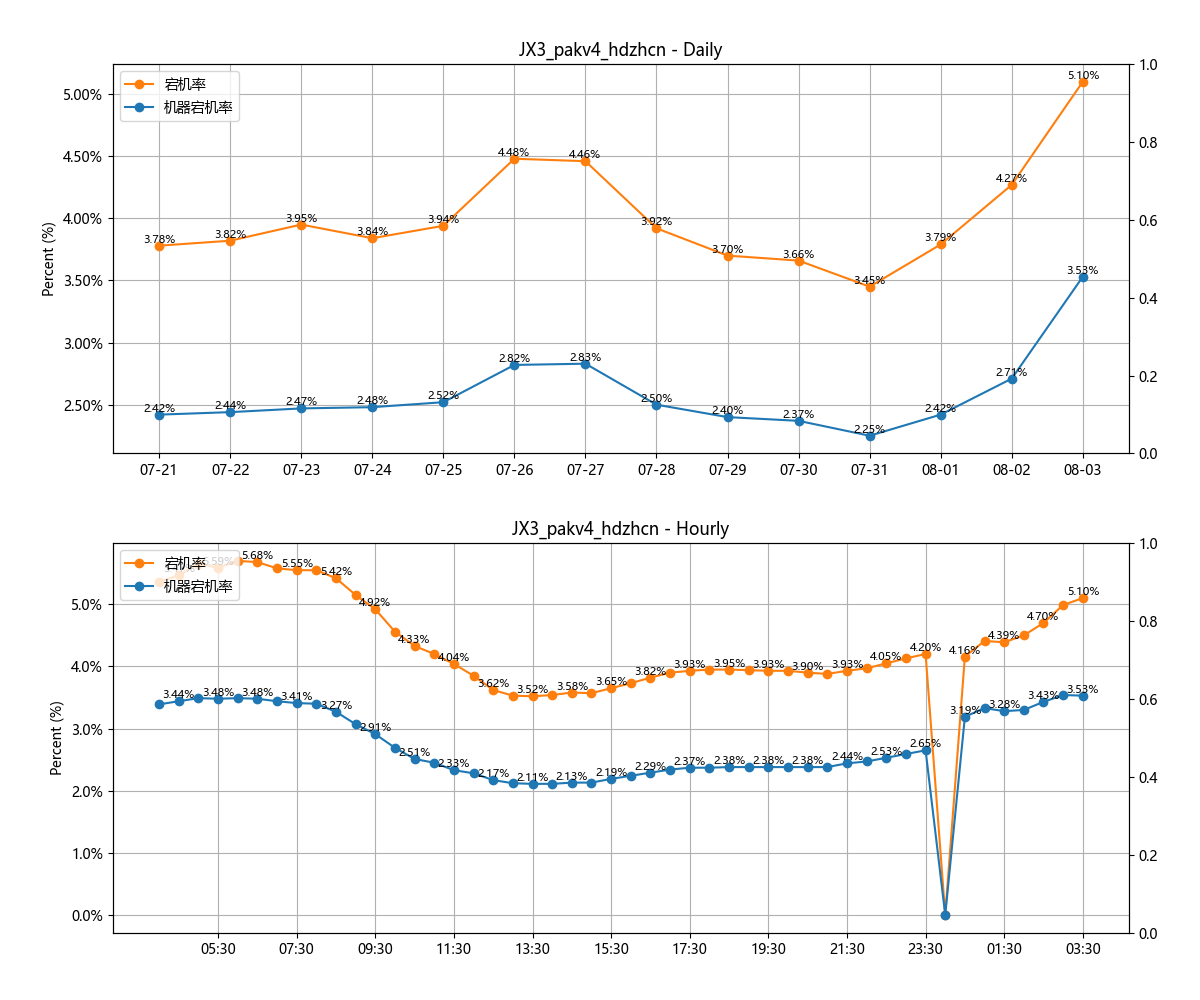 JX3_pakv4_hdzhcn - Daily
宕机率
机器宕机率
Percent (%)
5.00%
4.50%
4.00%
3.50%
3.00%
2.50%
1.0
0.8
0.6
0.4
0.2
0.0
3.78% 3.82% 3.95% 3.84% 3.94% 4.48% 4.46% 3.92% 3.70% 3.66% 3.45% 3.79% 4.27% 5.10%
2.42% 2.44% 2.47% 2.48% 2.52% 2.82% 2.83% 2.50% 2.40% 2.37% 2.25% 2.42% 2.71% 3.53%
07-21 07-22 07-23 07-24 07-25 07-26 07-27 07-28 07-29 07-30 07-31 08-01 08-02 08-03
JX3_pakv4_hdzhcn - Hourly
宕机率
机器宕机率
Percent (%)
5.0%
4.0%
3.0%
2.0%
1.0%
0.0%
1.0
0.8
0.6
0.4
0.2
0.0
5.59% 5.68% 5.55% 5.42% 4.92% 4.33% 4.04% 3.62% 3.52% 3.58% 3.65% 3.82% 3.93% 3.95% 3.93% 3.90% 3.93% 4.05% 4.20% 4.16% 4.39% 4.70% 5.10%
3.44% 3.48% 3.48% 3.41% 3.27% 2.91% 2.51% 2.33% 2.17% 2.11% 2.13% 2.19% 2.29% 2.37% 2.38% 2.38% 2.38% 2.44% 2.53% 2.65% 3.19% 3.28% 3.43% 3.53%
05:30 07:30 09:30 11:30 13:30 15:30 17:30 19:30 21:30 23:30 01:30 03:30